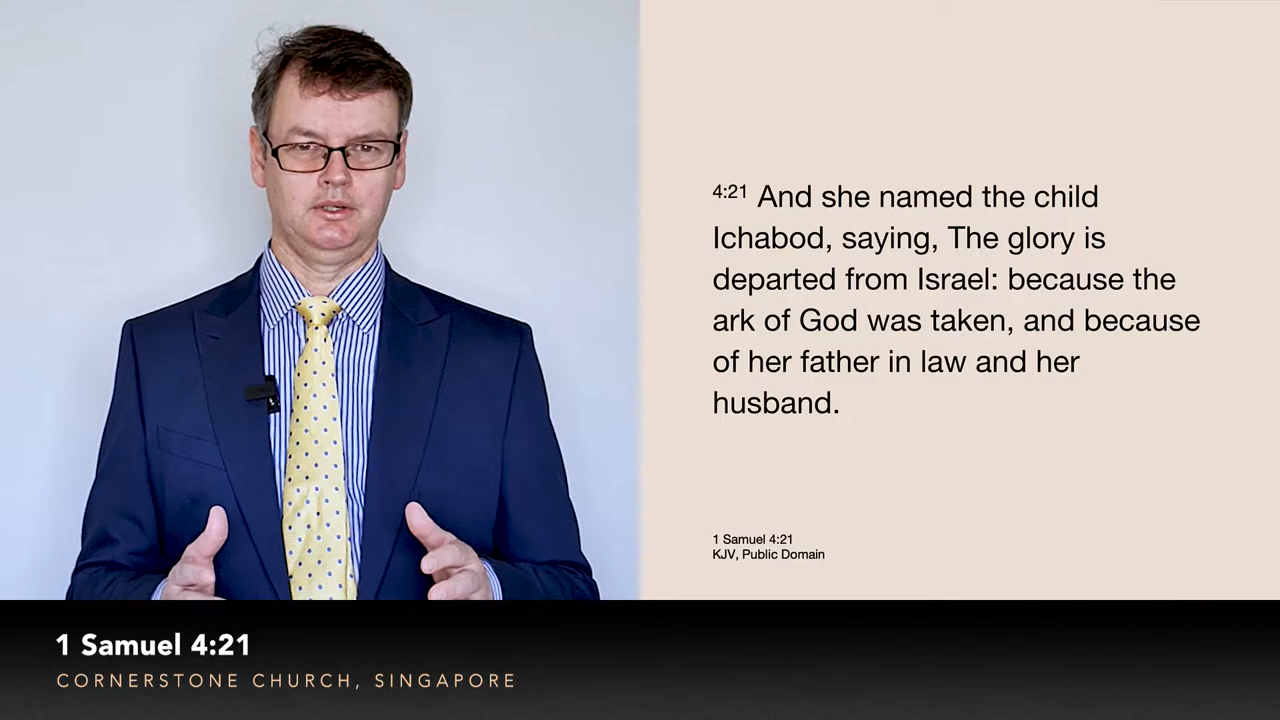 4:21 And she named the child
Ichabod, saying, The glory is
departed from Israel: because the
ark of God was taken, and because
of her father in law and her
husband.
1 Samuel 4:21
KJV, Public Domain
1 Samuel 4:21
CORNERSTONE CHURCH, SINGAPORE